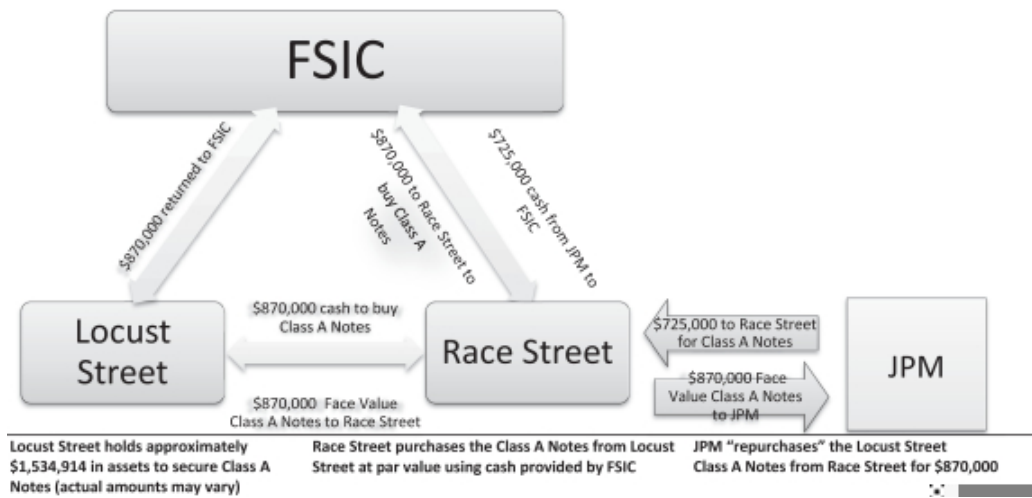 FSIC
$870,000 returned to FSIC
$870,000 to Race Street to
buy Class A
Notes
$725,000 cash from JPM to
FSIC
Locust
Street
$870,000 cash to buy
Class A Notes
$870,000 Face Value
Class A Notes to Race Street
Race Street
$725,000 to Race Street
for Class A Notes
$870,000 Face
Value Class A Notes
to JPM
JPM
Locust Street holds approximately
$1,534,914 in assets to secure Class A
Notes (actual amounts may vary)
Race Street purchases the Class A Notes from Locust
Street at par value using cash provided by FSIC
JPM “repurchases” the Locust Street
Class A Notes from Race Street for $870,000